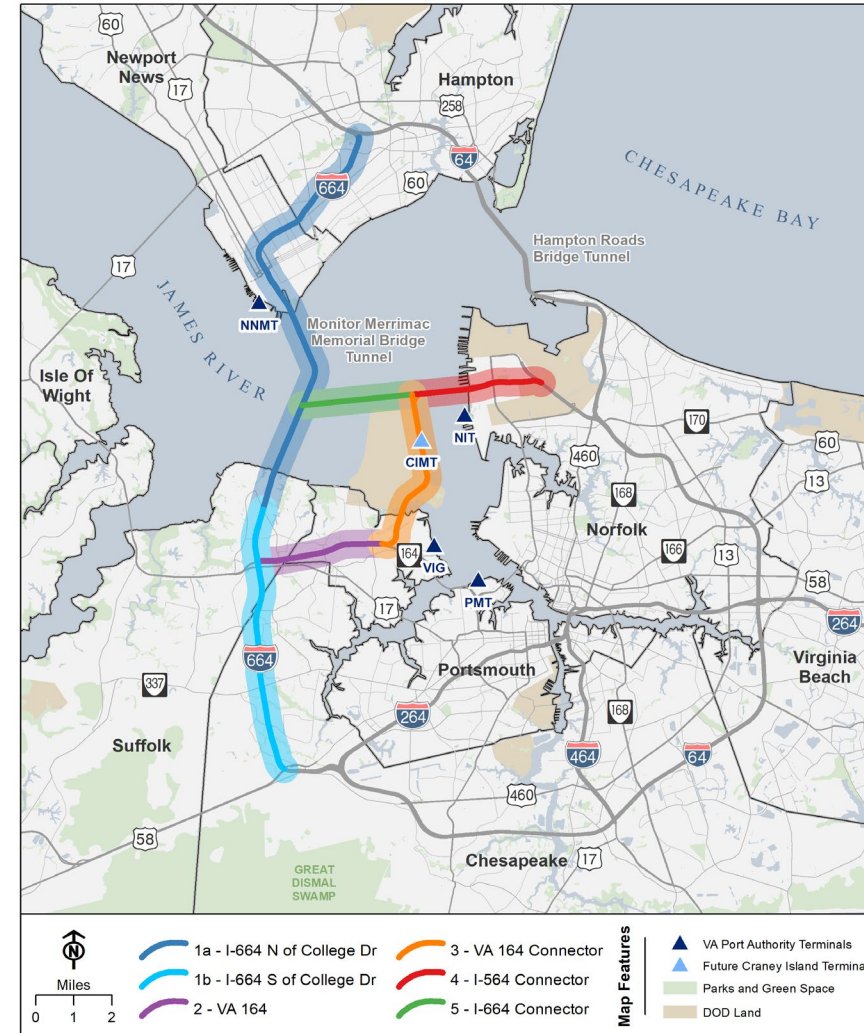 60
Newport
News
17
Hampton
258
64
664
60
CHESAPEAKE BAY
Hampton Roads
Bridge Tunnel
17
JAMES RIVER
NNMT
Monitor Merrimac
Memorial Bridge
Tunnel
Isle Of
Wight
NIT
CIMT
170
460
60
13
168
Norfolk
166
13
164
VIG
58
PMT
17
264
Virginia
Beach
664
Portsmouth
337
264
168
Suffolk
464
64
460
58
Chesapeake
17
GREAT
DISMAL
SWAMP
N
Miles
0 1 2
1a - I-664 N of College Dr
1b - I-664 S of College Dr
2 - VA 164
3 - VA 164 Connector
4 - I-564 Connector
5 - I-664 Connector
Map Features
VA Port Authority Terminals
Future Craney Island Termina
Parks and Green Space
DOD Land